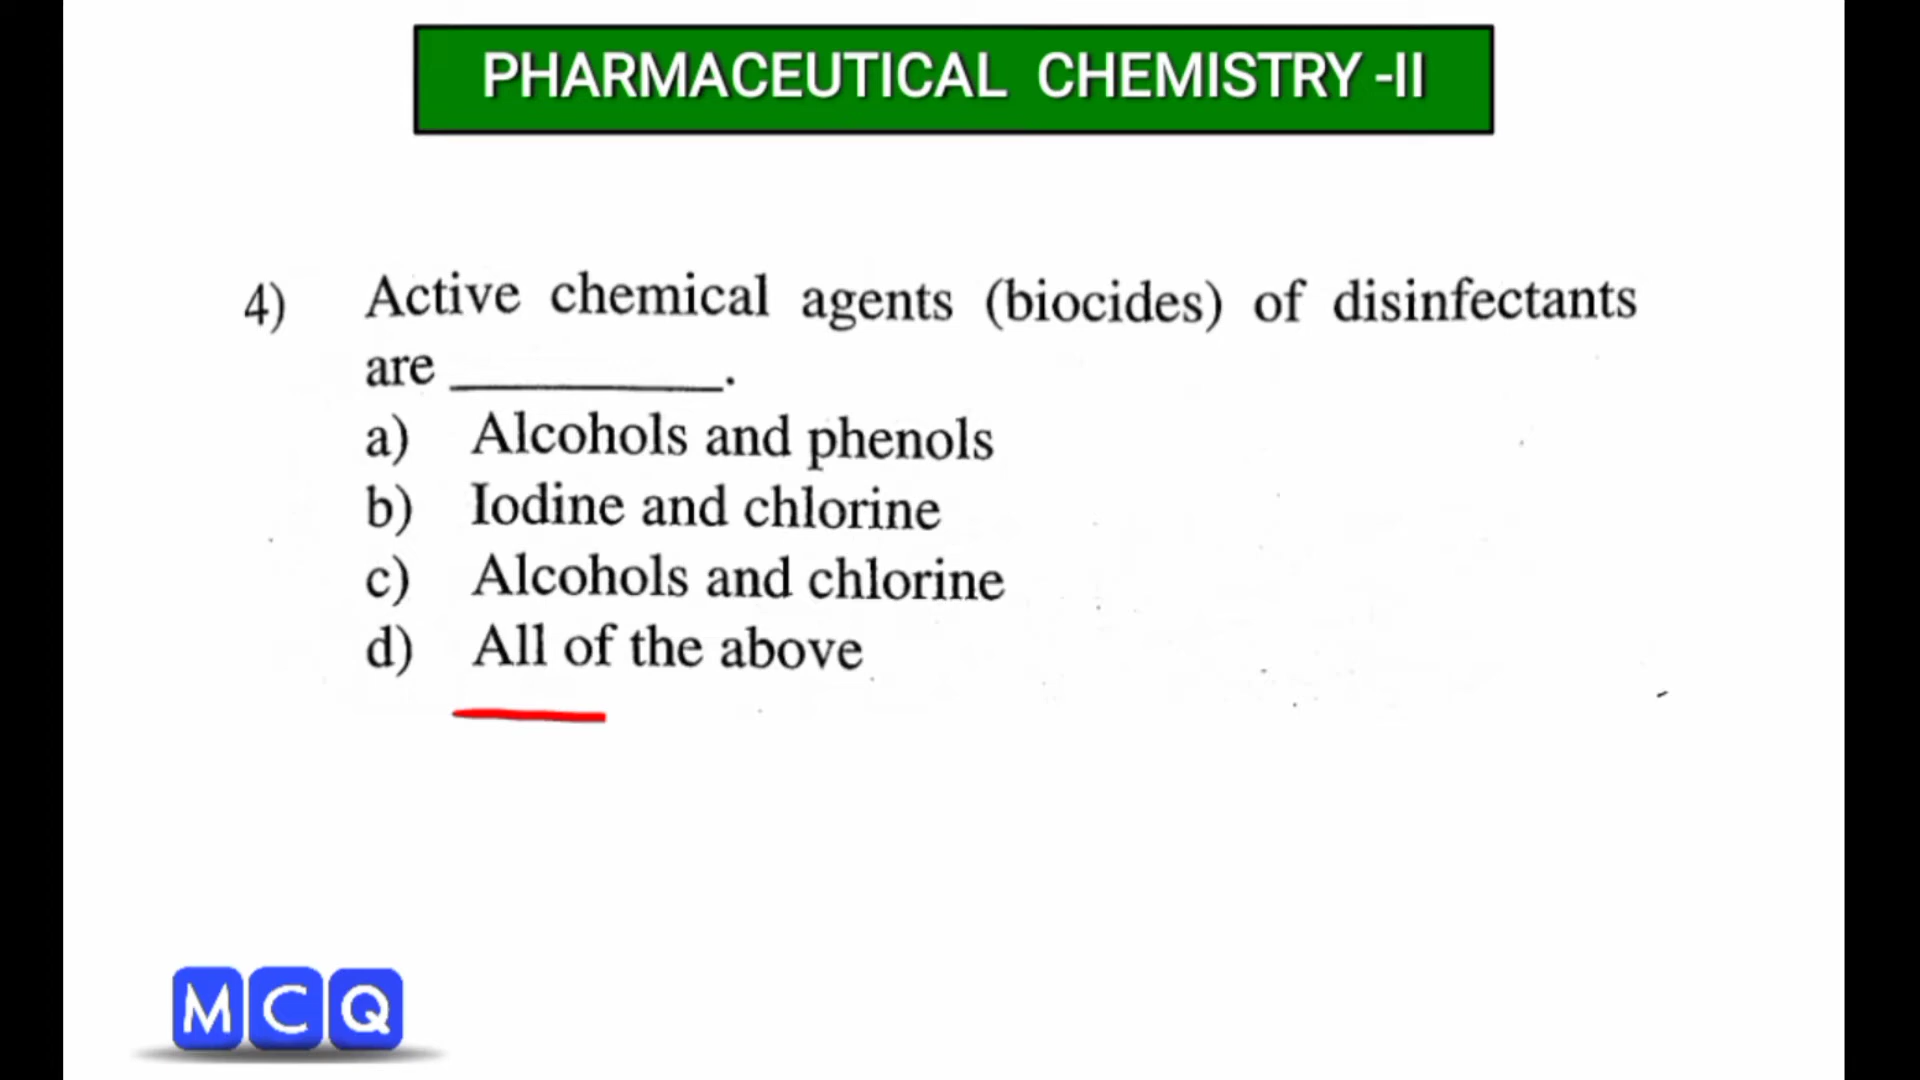 PHARMACEUTICAL CHEMISTRY -II
4) Active chemical agents (biocides) of disinfectants
are __________.
a) Alcohols and phenols
b) Iodine and chlorine
c) Alcohols and chlorine
d) All of the above
MCQ